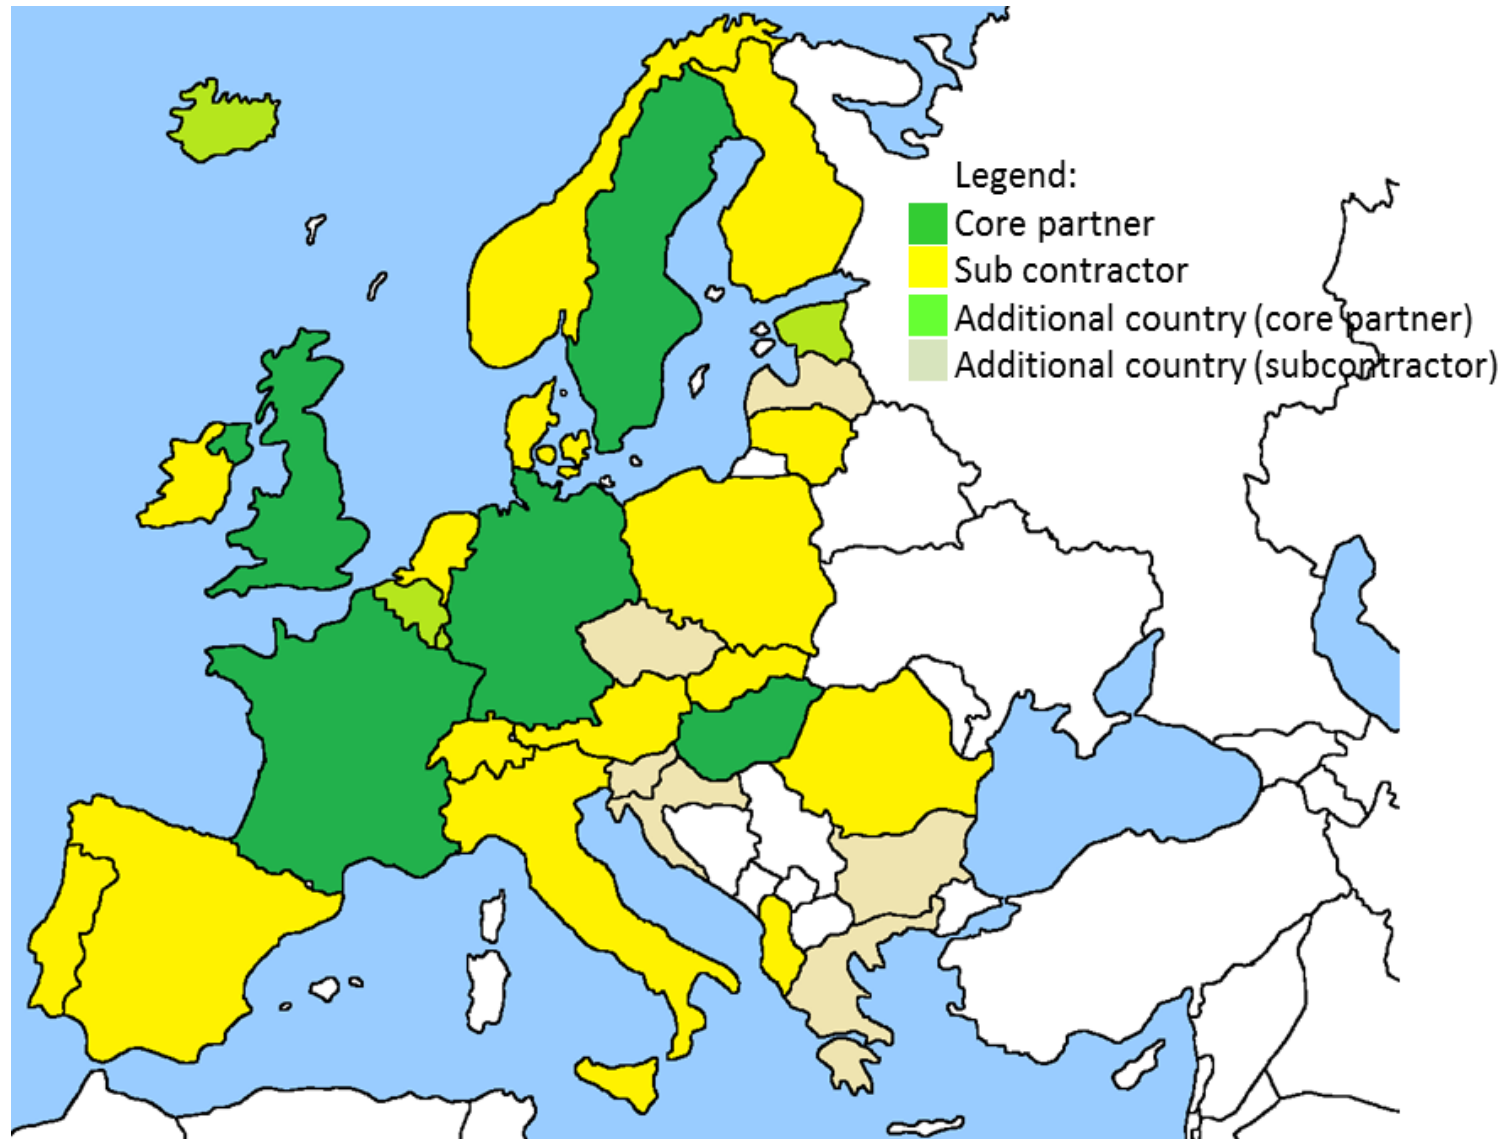 Legend:
Core partner
Sub contractor
Additional country (core partner)
Additional country (subcontractor)